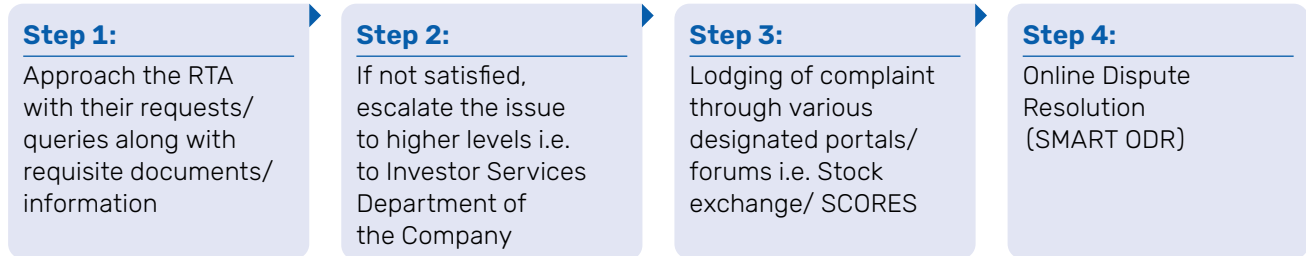 Step 1:
Approach the RTA
with their requests/
queries along with
requisite documents/
information
Step 2:
If not satisfied,
escalate the issue
to higher levels i.e.
to Investor Services
Department of
the Company
Step 3:
Lodging of complaint
through various
designated portals/
forums i.e. Stock
exchange/ SCORES
Step 4:
Online Dispute
Resolution
(SMART ODR)